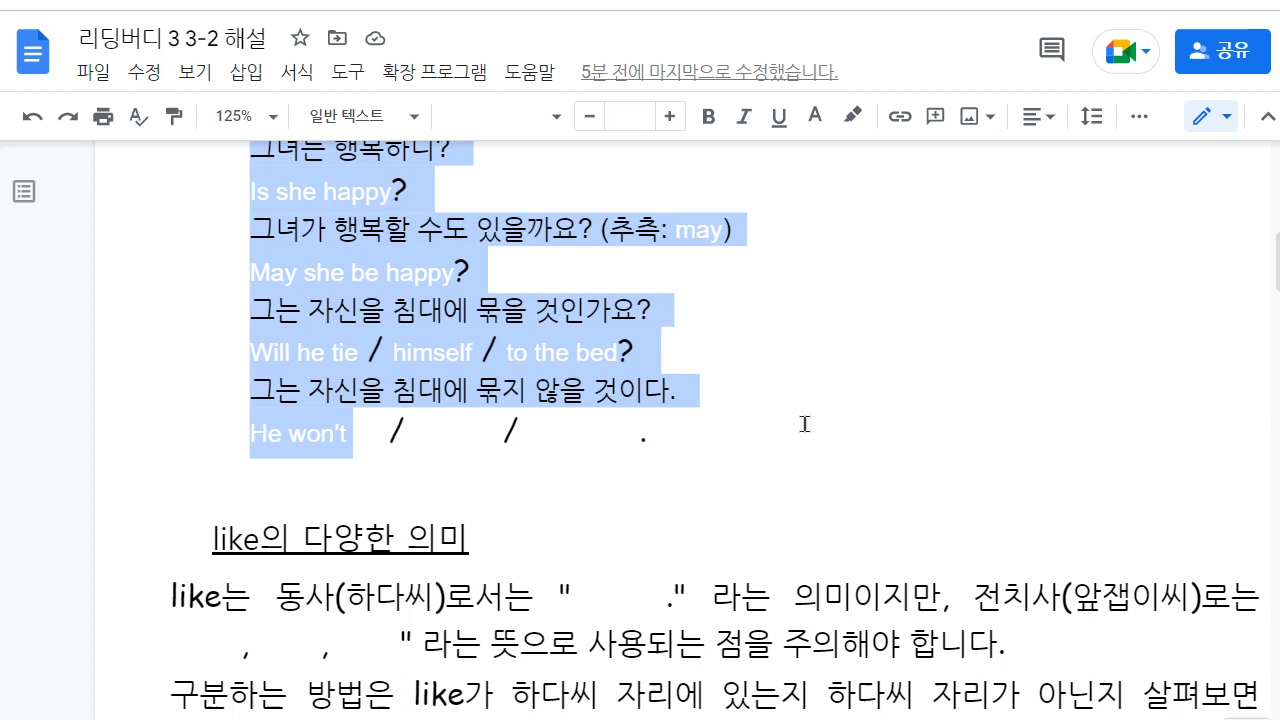 리딩버디 3 3-2 해설
공유
파일 수정 보기 삽입 서식 도구 확장 프로그램 도움말 5분 전에 마지막으로 수정했습니다.
125% 일반 텍스트 − + B I U A
그녀는 행복하니?
Is she happy?
그녀가 행복할 수도 있을까요? (추측: may)
May she be happy?
그는 자신을 침대에 묶을 것인가요?
Will he tie / himself / to the bed?
그는 자신을 침대에 묶지 않을 것이다.
He won't / / .
like의 다양한 의미
like는 동사(하다씨)로서는 " ." 라는 의미이지만, 전치사(앞잡이씨)로는
, , " 라는 뜻으로 사용되는 점을 주의해야 합니다.
구분하는 방법은 like가 하다씨 자리에 있는지 하다씨 자리가 아닌지 살펴보면